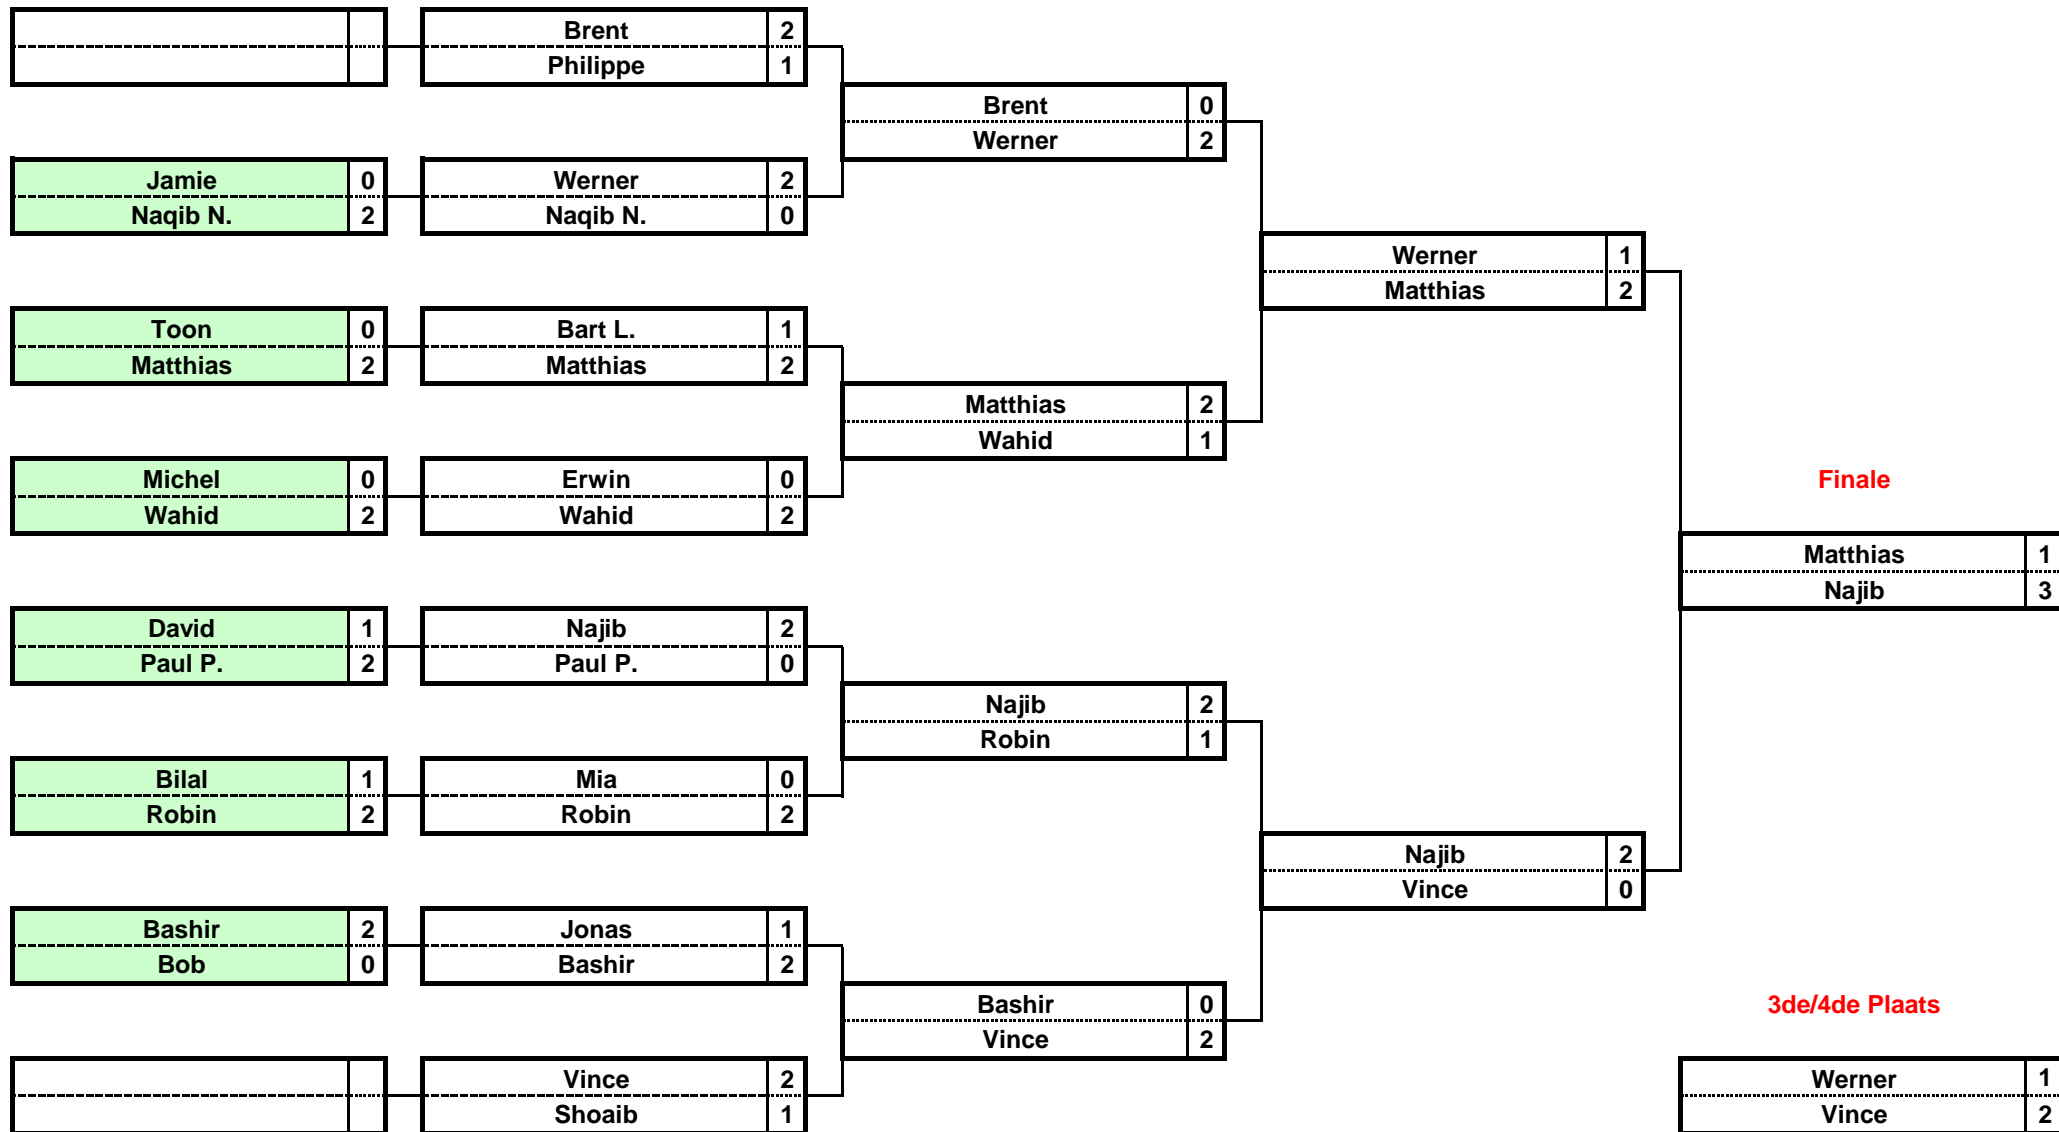 Brent 2
Philippe 1
Brent 0
Werner 2
Jamie 0
Naqib N. 2
Werner 2
Naqib N. 0
Werner 1
Matthias 2
Toon 0
Matthias 2
Bart L. 1
Matthias 2
Matthias 2
Wahid 1
Michel 0
Wahid 2
Erwin 0
Wahid 2
Finale
Matthias 1
Najib 3
David 1
Paul P. 2
Najib 2
Paul P. 0
Najib 2
Robin 1
Bilal 1
Robin 2
Mia 0
Robin 2
Najib 2
Vince 0
Bashir 2
Bob 0
Jonas 1
Bashir 2
Bashir 0
Vince 2
3de/4de Plaats
Vince 2
Shoaib 1
Werner 1
Vince 2